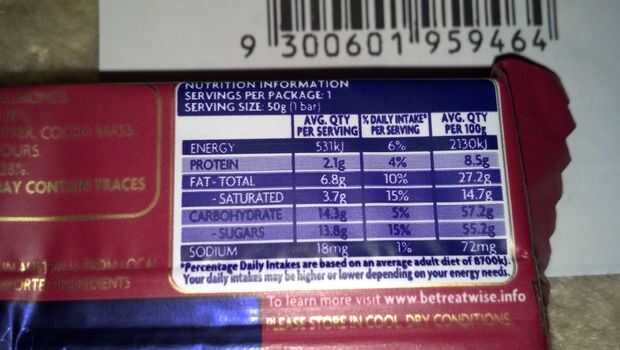 9 300601 959464
NUTRITION INFORMATION
SERVINGS PER PACKAGE: 1
SERVING SIZE: 50g (1 bar)
AVG. QTY PER SERVING % DAILY INTAKE* PER SERVING AVG. QTY PER 100g
ENERGY 531kJ 6% 2130kJ
PROTEIN 2.1g 4% 8.5g
FAT-TOTAL 6.8g 10% 27.2g
- SATURATED 3.7g 15% 14.7g
CARBOHYDRATE 14.3g 5% 57.2g
- SUGARS 13.8g 15% 55.2g
SODIUM 18mg 1% 72mg
*Percentage Daily Intakes are based on an average adult diet of 8700kJ.
Your daily intakes may be higher or lower depending on your energy needs.
To learn more visit www.betreatwise.info
PLEASE STORE IN COOL, DRY CONDITIONS
COCOA MASS
OURS
AY CONTAIN TRACES
FROM LOCAL
INGREDIENTS